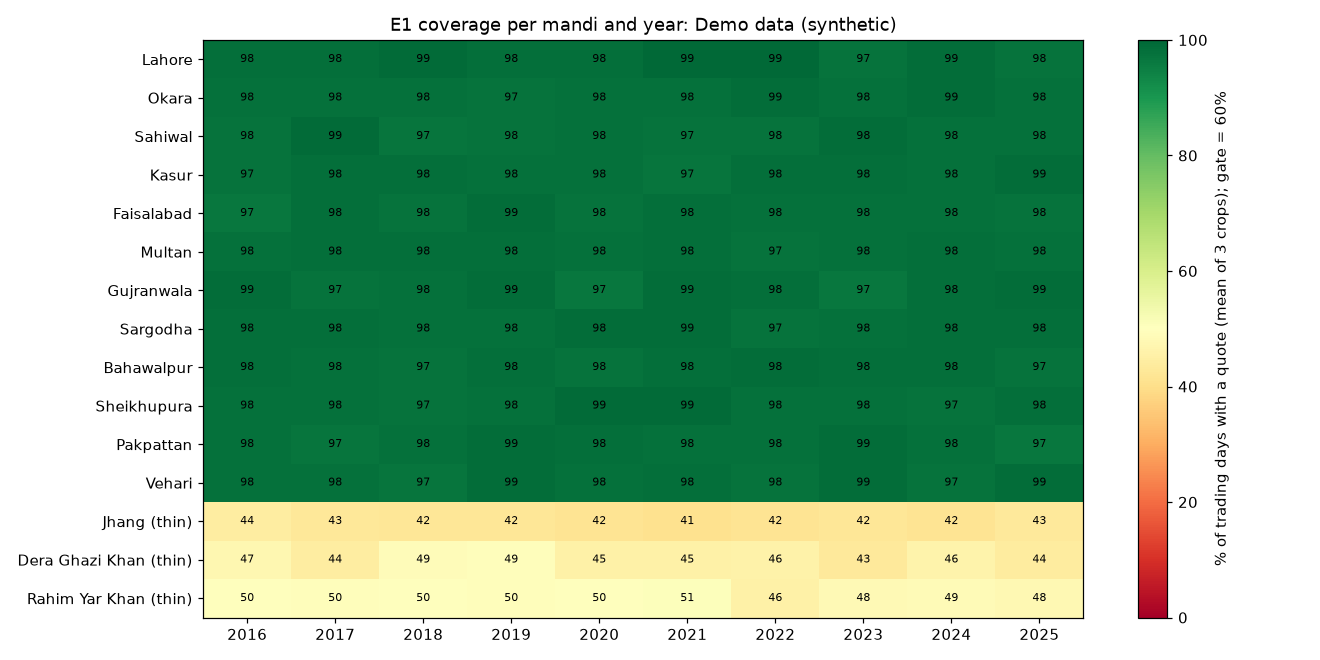 E1 coverage per mandi and year: Demo data (synthetic)
Lahore 98 98 99 98 98 99 99 97 99 98
Okara 98 98 98 97 98 98 99 98 99 98
Sahiwal 98 99 97 98 98 97 98 98 98 98
Kasur 97 98 98 98 98 97 98 98 98 99
Faisalabad 97 98 98 99 98 98 98 98 98 98
Multan 98 98 98 98 98 98 97 98 98 98
Gujranwala 99 97 98 99 97 99 98 97 98 99
Sargodha 98 98 98 98 98 99 97 98 98 98
Bahawalpur 98 98 97 98 98 98 98 98 98 97
Sheikhupura 98 98 97 98 99 99 98 98 97 98
Pakpattan 98 97 98 99 98 98 98 99 98 97
Vehari 98 98 97 99 98 98 98 99 97 99
Jhang (thin) 44 43 42 42 42 41 42 42 42 43
Dera Ghazi Khan (thin) 47 44 49 49 45 45 46 43 46 44
Rahim Yar Khan (thin) 50 50 50 50 50 51 46 48 49 48
2016 2017 2018 2019 2020 2021 2022 2023 2024 2025
100
80
60
40
20
0
% of trading days with a quote (mean of 3 crops); gate = 60%